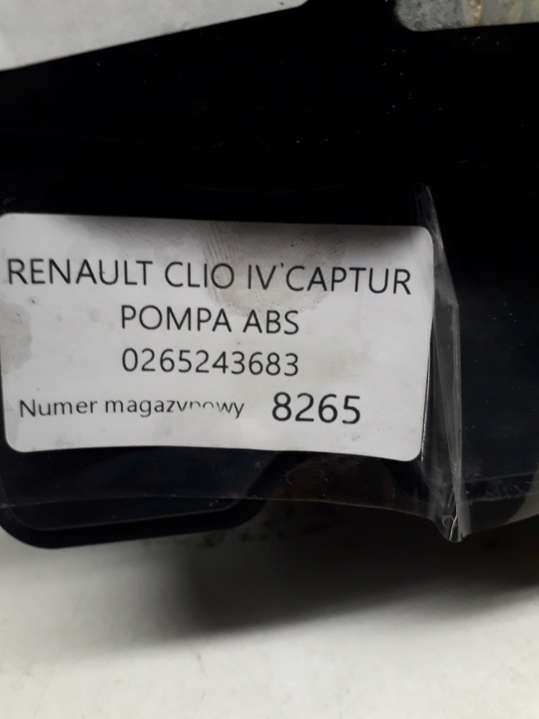 RENAULT CLIO IV CAPTUR
POMPA ABS
0265243683
Numer magazynowy 8265